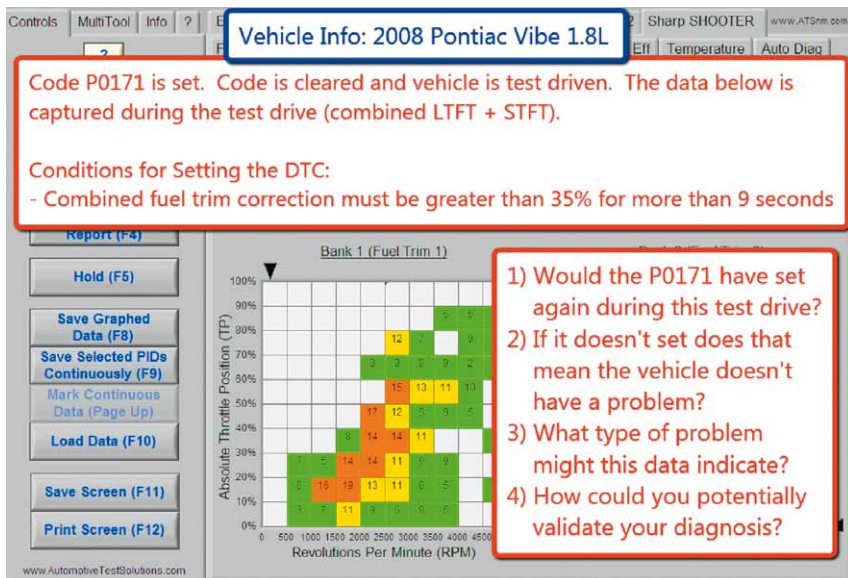 Controls MultiTool Info ? Sharp SHOOTER www.ATSnm.com
Vehicle Info: 2008 Pontiac Vibe 1.8L
Eff Temperature Auto Diag
Code P0171 is set. Code is cleared and vehicle is test driven. The data below is
captured during the test drive (combined LTFT + STFT).
Conditions for Setting the DTC:
- Combined fuel trim correction must be greater than 35% for more than 9 seconds
Report (F4)
Hold (F5)
Save Graphed
Data (F8)
Save Selected PIDs
Continuously (F9)
Mark Continuous
Data (Page Up)
Load Data (F10)
Save Screen (F11)
Print Screen (F12)
www.AutomotiveTestSolutions.com
Bank 1 (Fuel Trim 1)
Absolute Throttle Position (TP)
100%
90%
80%
12
70%
60%
15 13 11 10
50%
17 12
40%
14 14 11
30%
14 14 11
20%
16 19 13 11
10%
11
0%
0 500 1000 1500 2000 2500 3000 3500 4000 4500
Revolutions Per Minute (RPM)
1) Would the P0171 have set
again during this test drive?
2) If it doesn't set does that
mean the vehicle doesn't
have a problem?
3) What type of problem
might this data indicate?
4) How could you potentially
validate your diagnosis?